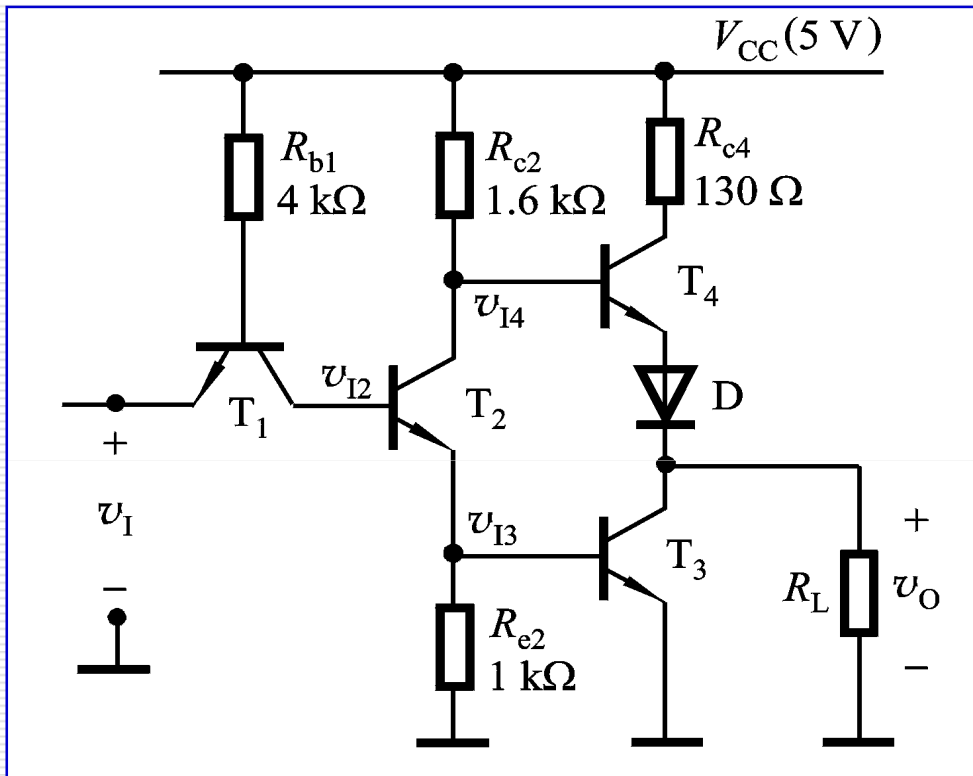 V_CC (5 V)
R_b1
4 kΩ
R_c2
1.6 kΩ
R_c4
130 Ω
v_I4
T_4
v_I2
T_1
T_2
D
+
v_I
−
v_I3
T_3
R_e2
1 kΩ
R_L
+
v_O
−